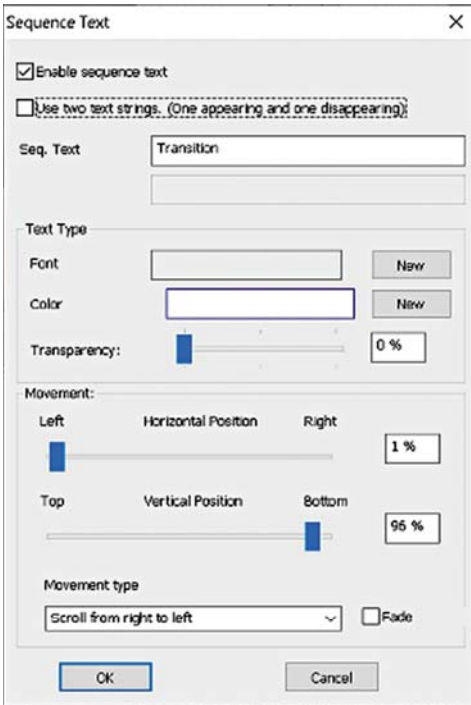 Sequence Text
Enable sequence text
Use two text strings. (One appearing and one disappearing)
Seq. Text Transition
Text Type
Font New
Color New
Transparency: 0 %
Movement:
Left Horizontal Position Right
1 %
Top Vertical Position Bottom
96 %
Movement type
Scroll from right to left Fade
OK Cancel